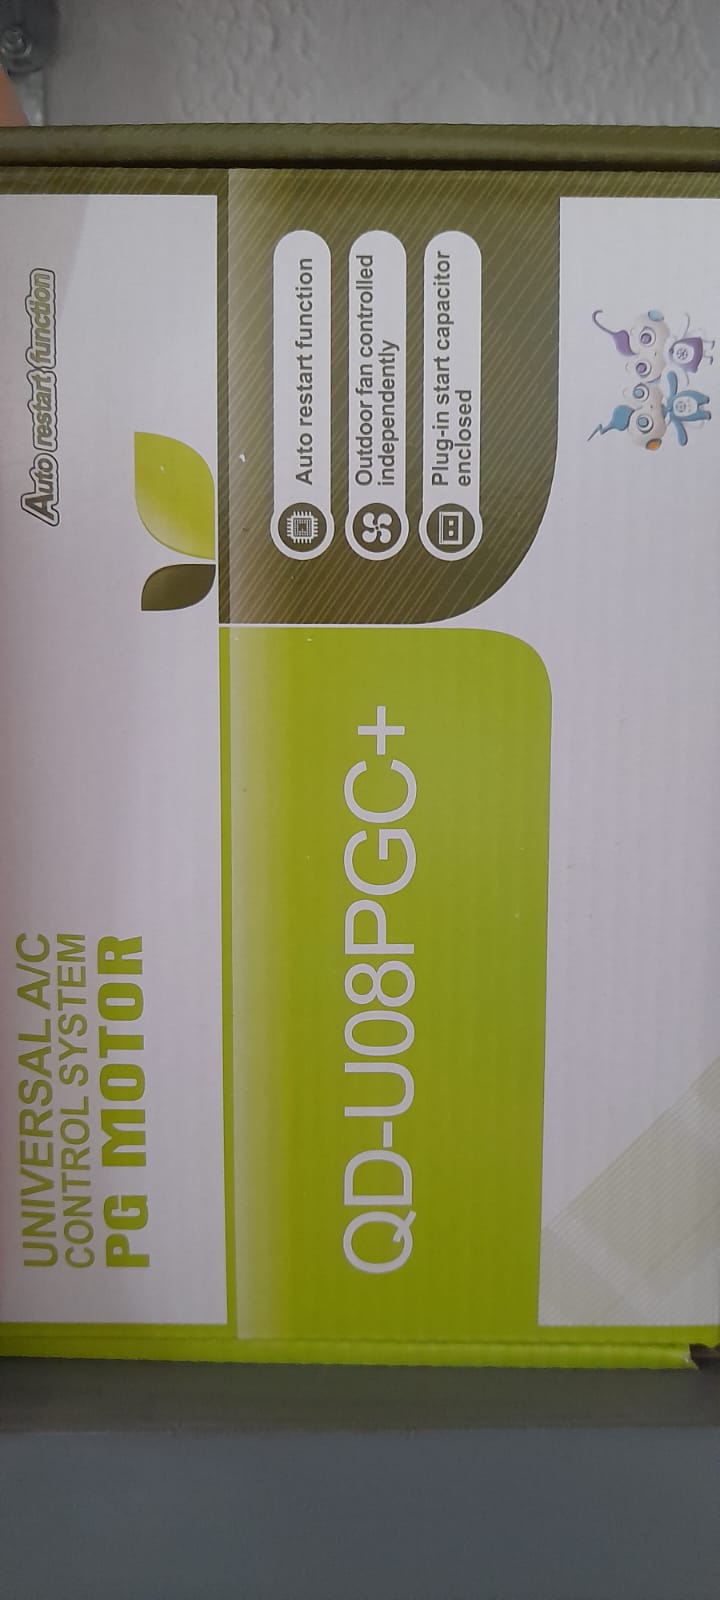 UNIVERSAL A/C
CONTROL SYSTEM
PG MOTOR
Auto restart function
QD-U08PGC+
Auto restart function
Outdoor fan controlled
independently
Plug-in start capacitor
enclosed